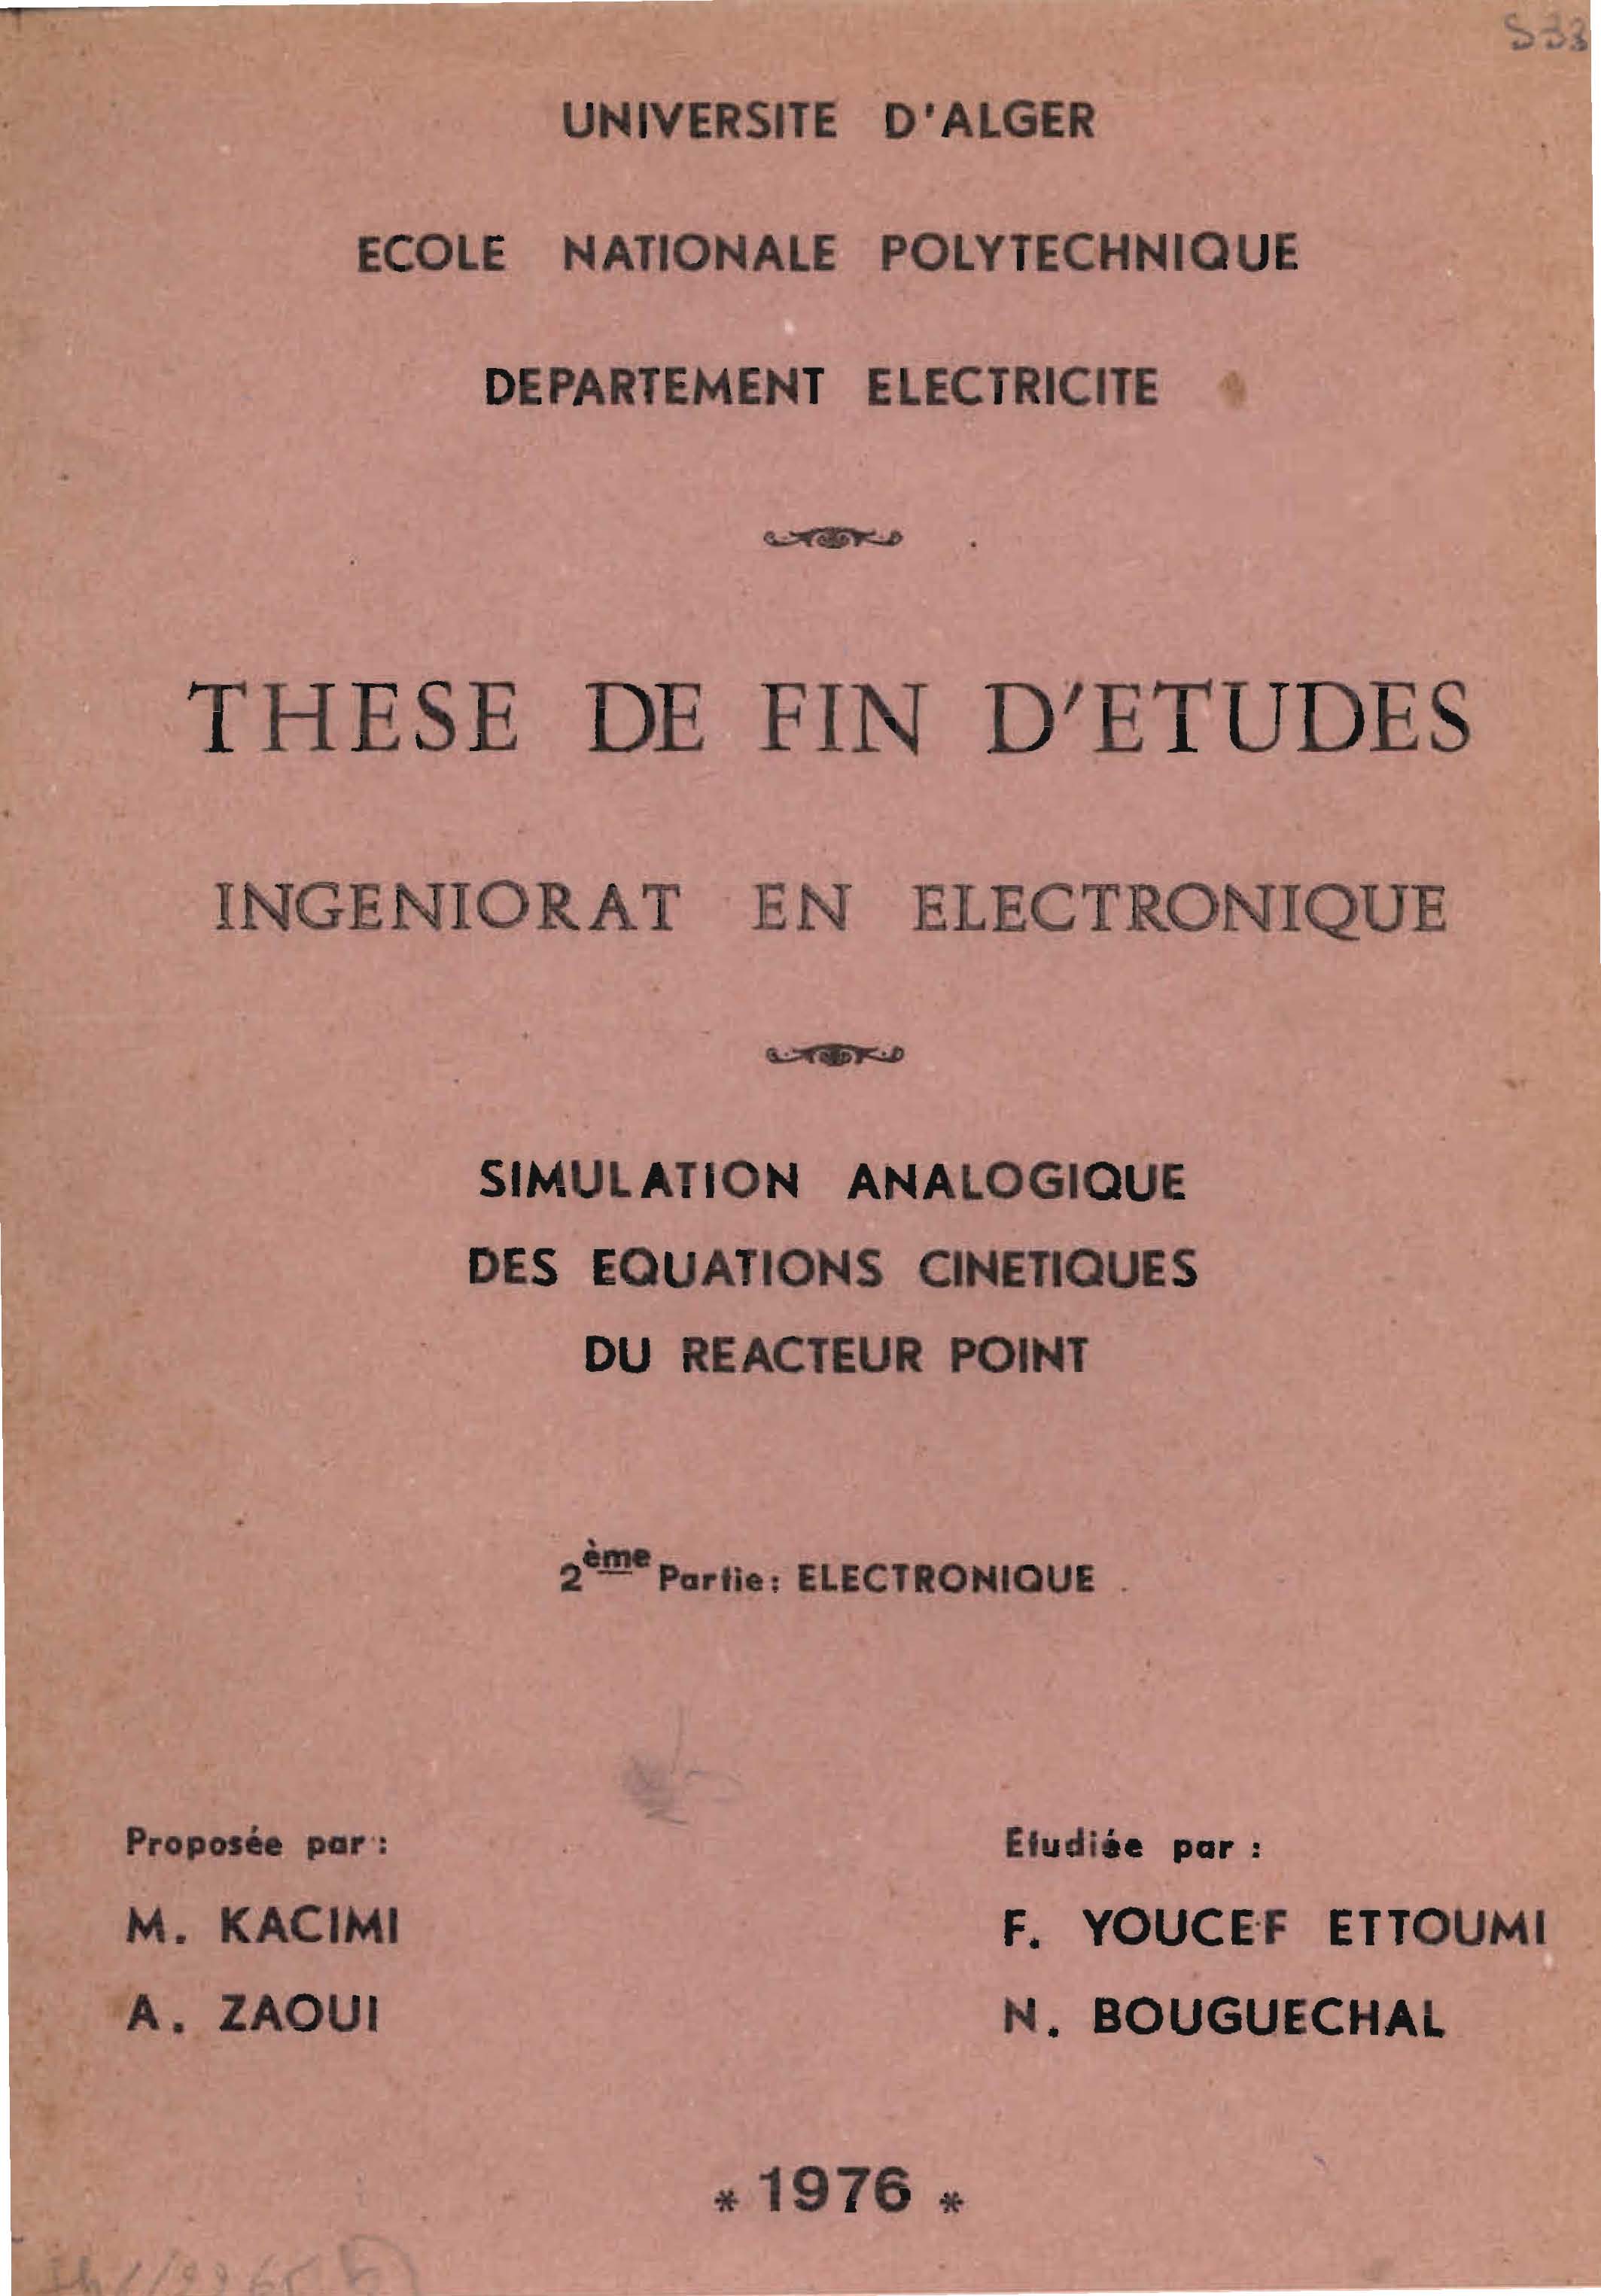 S33
UNIVERSITE D'ALGER
ECOLE NATIONALE POLYTECHNIQUE
DEPARTEMENT ELECTRICITE
THESE DE FIN D'ETUDES
INGENIORAT EN ELECTRONIQUE
SIMULATION ANALOGIQUE
DES EQUATIONS CINETIQUES
DU REACTEUR POINT
2ème Partie: ELECTRONIQUE
Proposée par :
M. KACIMI
A. ZAOUI
Etudiée par :
F. YOUCEF ETTOUMI
N. BOUGUECHAL
* 1976 *